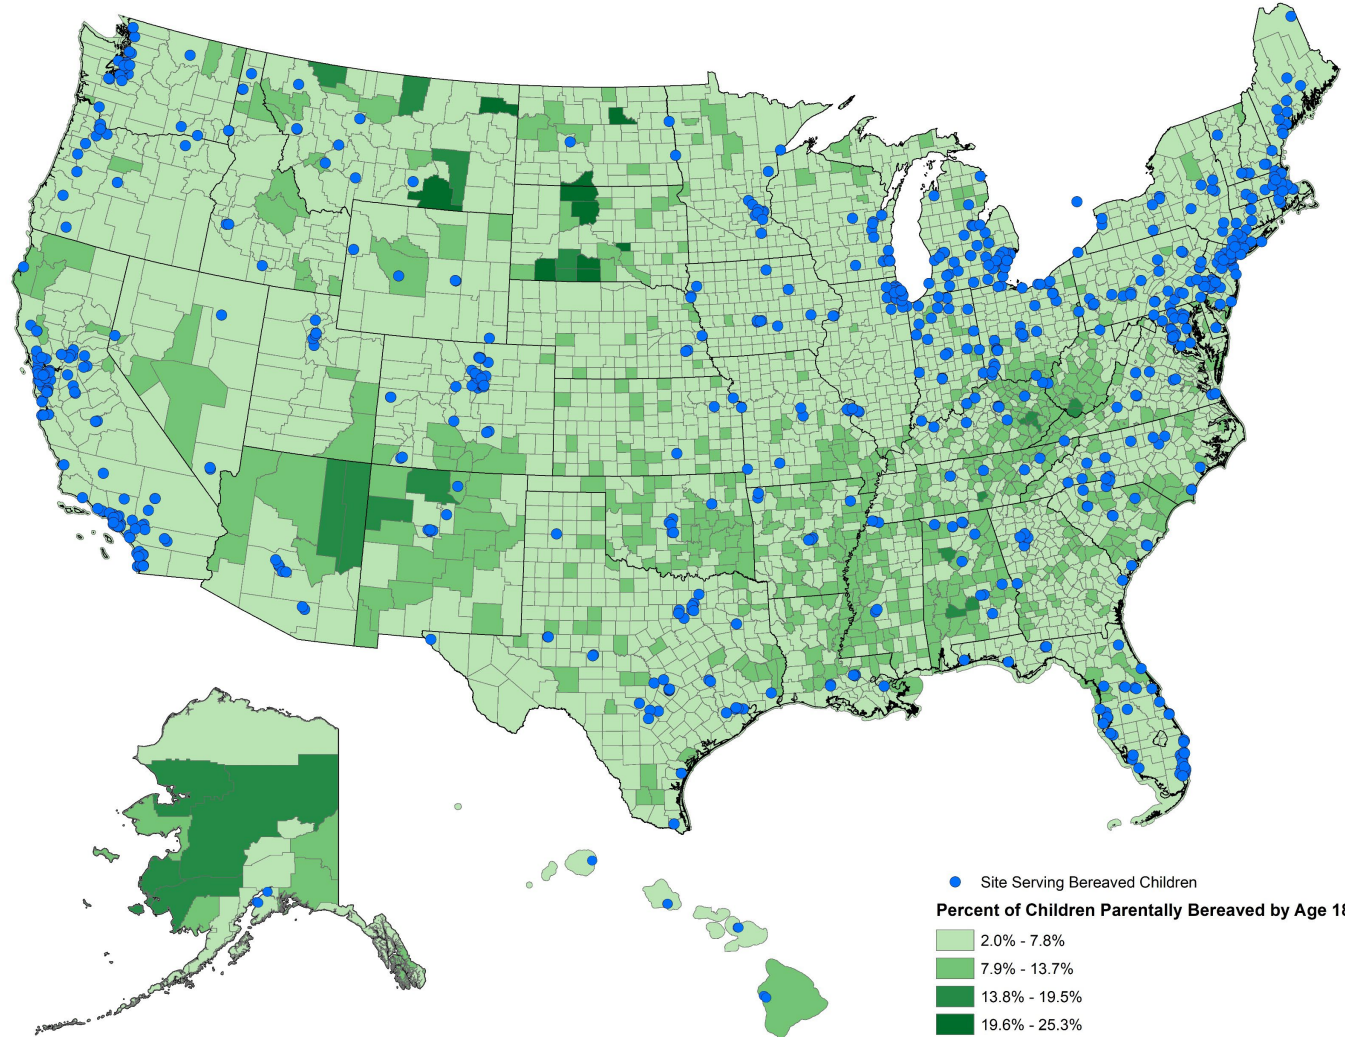 Site Serving Bereaved Children
Percent of Children Parentally Bereaved by Age 18
2.0% - 7.8%
7.9% - 13.7%
13.8% - 19.5%
19.6% - 25.3%